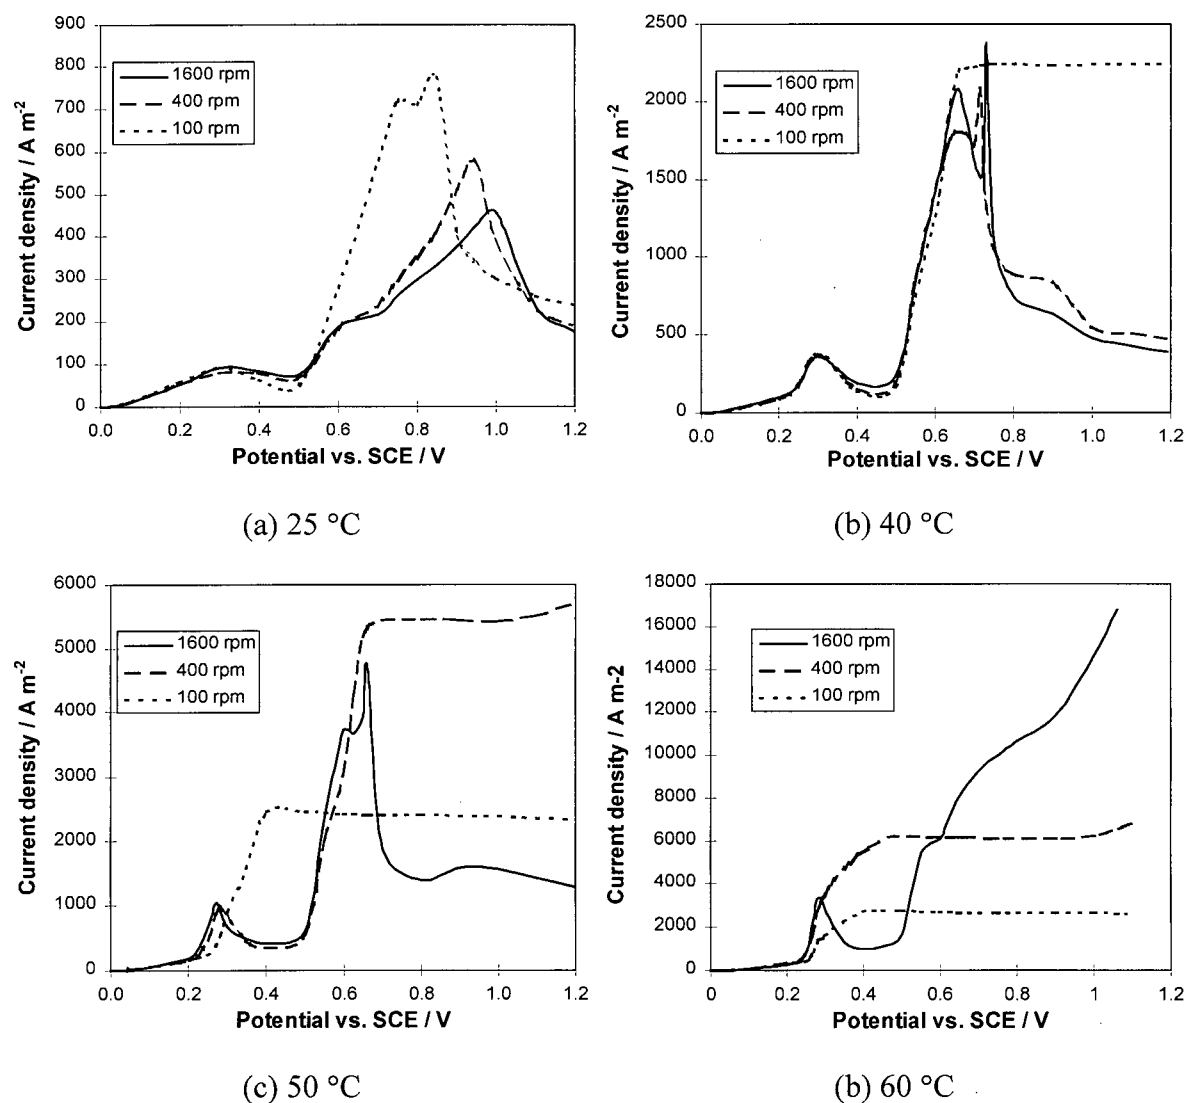 900
800
700
600
500
400
300
200
100
0
Current density / A m-2
1600 rpm
400 rpm
100 rpm
0.0 0.2 0.4 0.6 0.8 1.0 1.2
Potential vs. SCE / V
(a) 25 °C
2500
2000
1500
1000
500
0
Current density / A m-2
1600 rpm
400 rpm
100 rpm
0.0 0.2 0.4 0.6 0.8 1.0 1.2
Potential vs. SCE / V
(b) 40 °C
6000
5000
4000
3000
2000
1000
0
Current density / A m-2
1600 rpm
400 rpm
100 rpm
0.0 0.2 0.4 0.6 0.8 1.0 1.2
Potential vs. SCE / V
(c) 50 °C
18000
16000
14000
12000
10000
8000
6000
4000
2000
0
Current density / A m-2
1600 rpm
400 rpm
100 rpm
0 0.2 0.4 0.6 0.8 1 1.2
Potential vs. SCE / V
(b) 60 °C